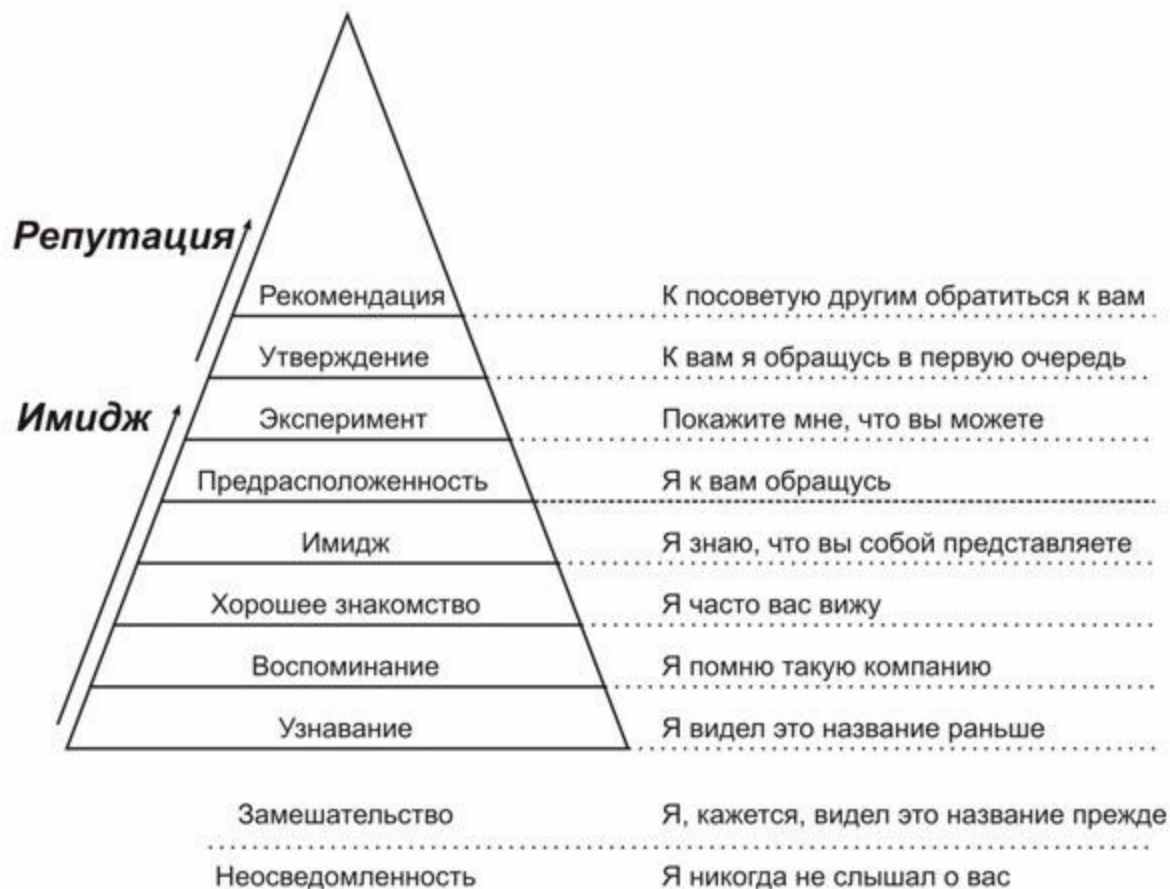 Репутация
Рекомендация К посоветую другим обратиться к вам
Утверждение К вам я обращусь в первую очередь
Имидж
Эксперимент Покажите мне, что вы можете
Предрасположенность Я к вам обращусь
Имидж Я знаю, что вы собой представляете
Хорошее знакомство Я часто вас вижу
Воспоминание Я помню такую компанию
Узнавание Я видел это название раньше
Замешательство Я, кажется, видел это название прежде
Неосведомленность Я никогда не слышал о вас